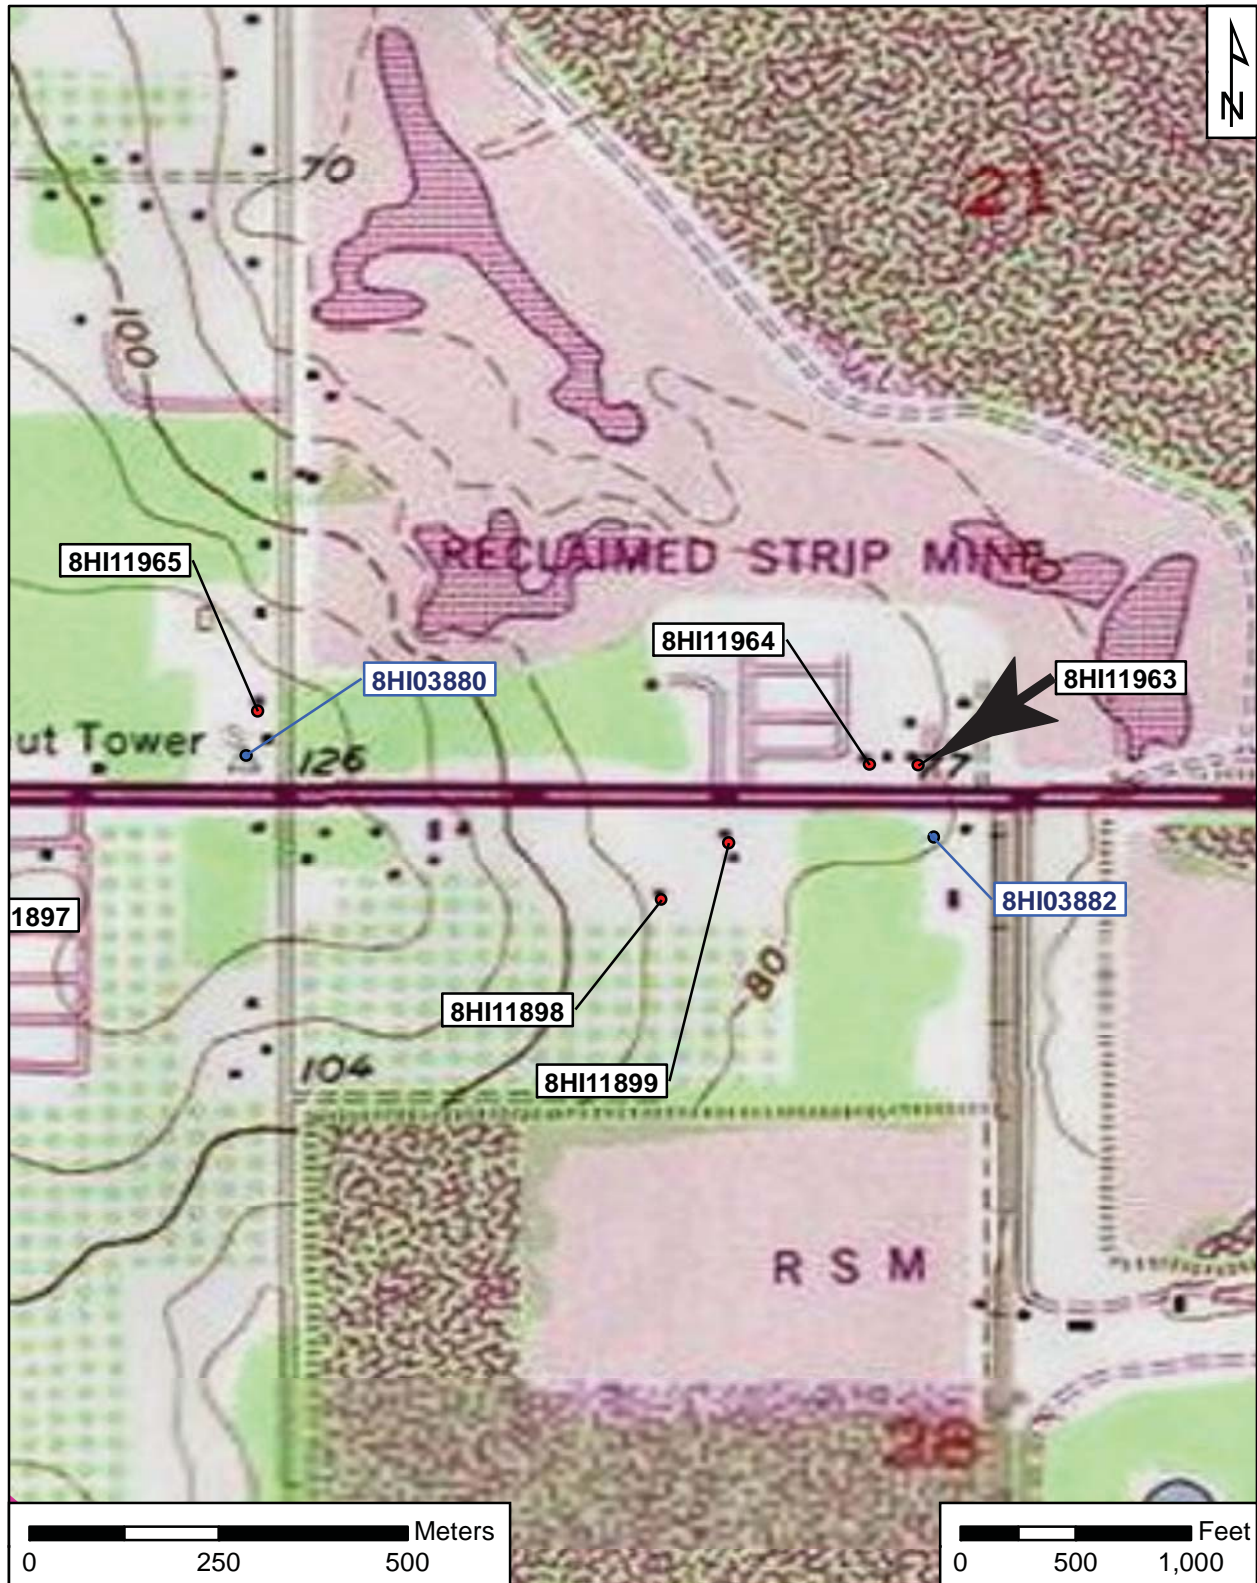 N
21
70
100
RECLAIMED STRIP MINE
8HI11965
8HI11964
8HI03880
8HI11963
ut Tower
126
77
1897
8HI03882
80
8HI11898
8HI11899
104
R S M
28
Meters
0 250 500
Feet
0 500 1,000